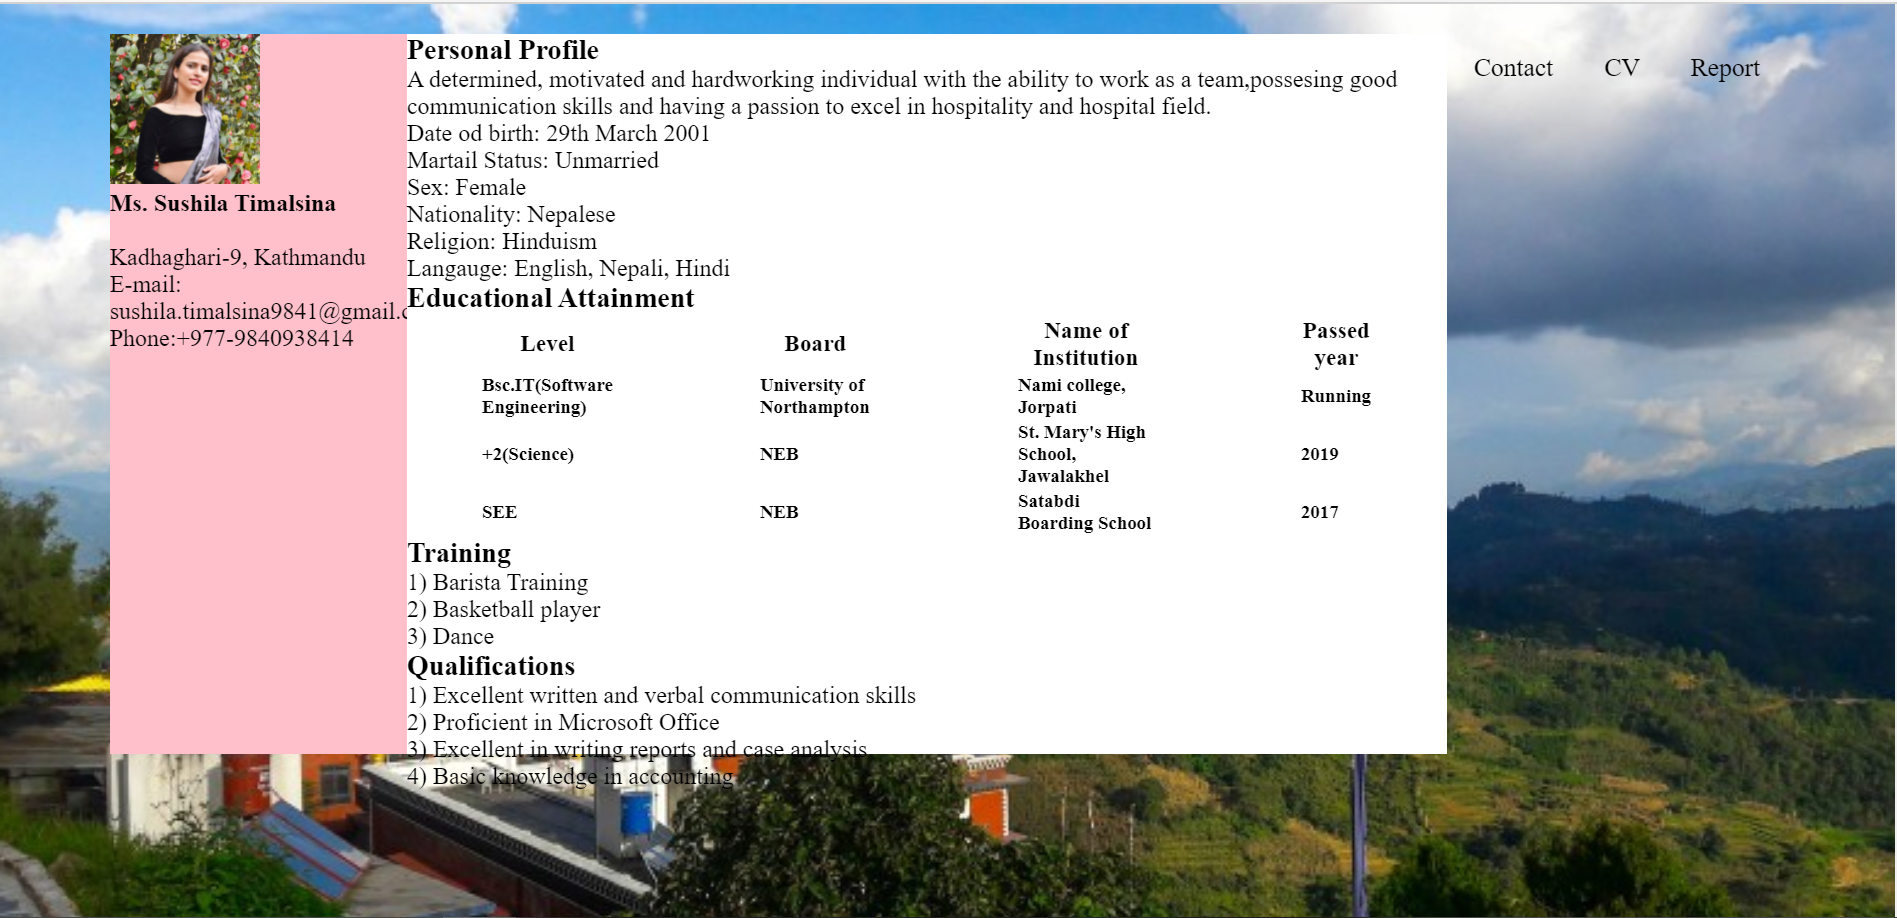 Contact CV Report
Ms. Sushila Timalsina
Kadhaghari-9, Kathmandu
E-mail:
sushila.timalsina9841@gmail.c
Phone:+977-9840938414
Personal Profile
A determined, motivated and hardworking individual with the ability to work as a team,possesing good
communication skills and having a passion to excel in hospitality and hospital field.
Date od birth: 29th March 2001
Martail Status: Unmarried
Sex: Female
Nationality: Nepalese
Religion: Hinduism
Langauge: English, Nepali, Hindi
Educational Attainment
Level
Board
Name of
Institution
Passed
year
Bsc.IT(Software
Engineering)
University of
Northampton
Nami college,
Jorpati
Running
+2(Science)
NEB
St. Mary's High
School,
Jawalakhel
2019
SEE
NEB
Satabdi
Boarding School
2017
Training
1) Barista Training
2) Basketball player
3) Dance
Qualifications
1) Excellent written and verbal communication skills
2) Proficient in Microsoft Office
3) Excellent in writing reports and case analysis
4) Basic knowledge in accounting